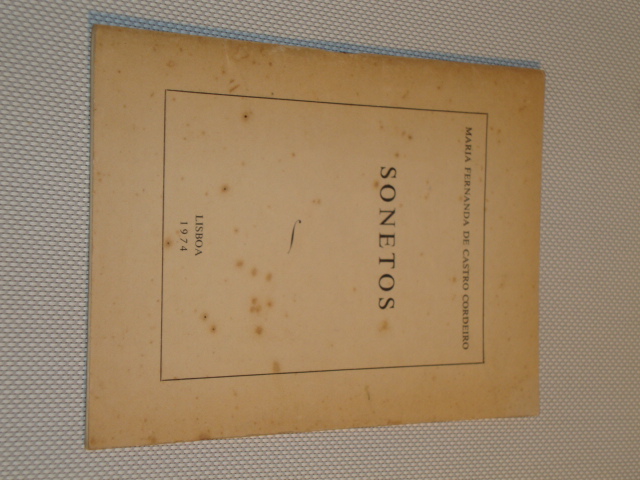 MARIA FERNANDA DE CASTRO CORDEIRO
SONETOS
LISBOA
1974